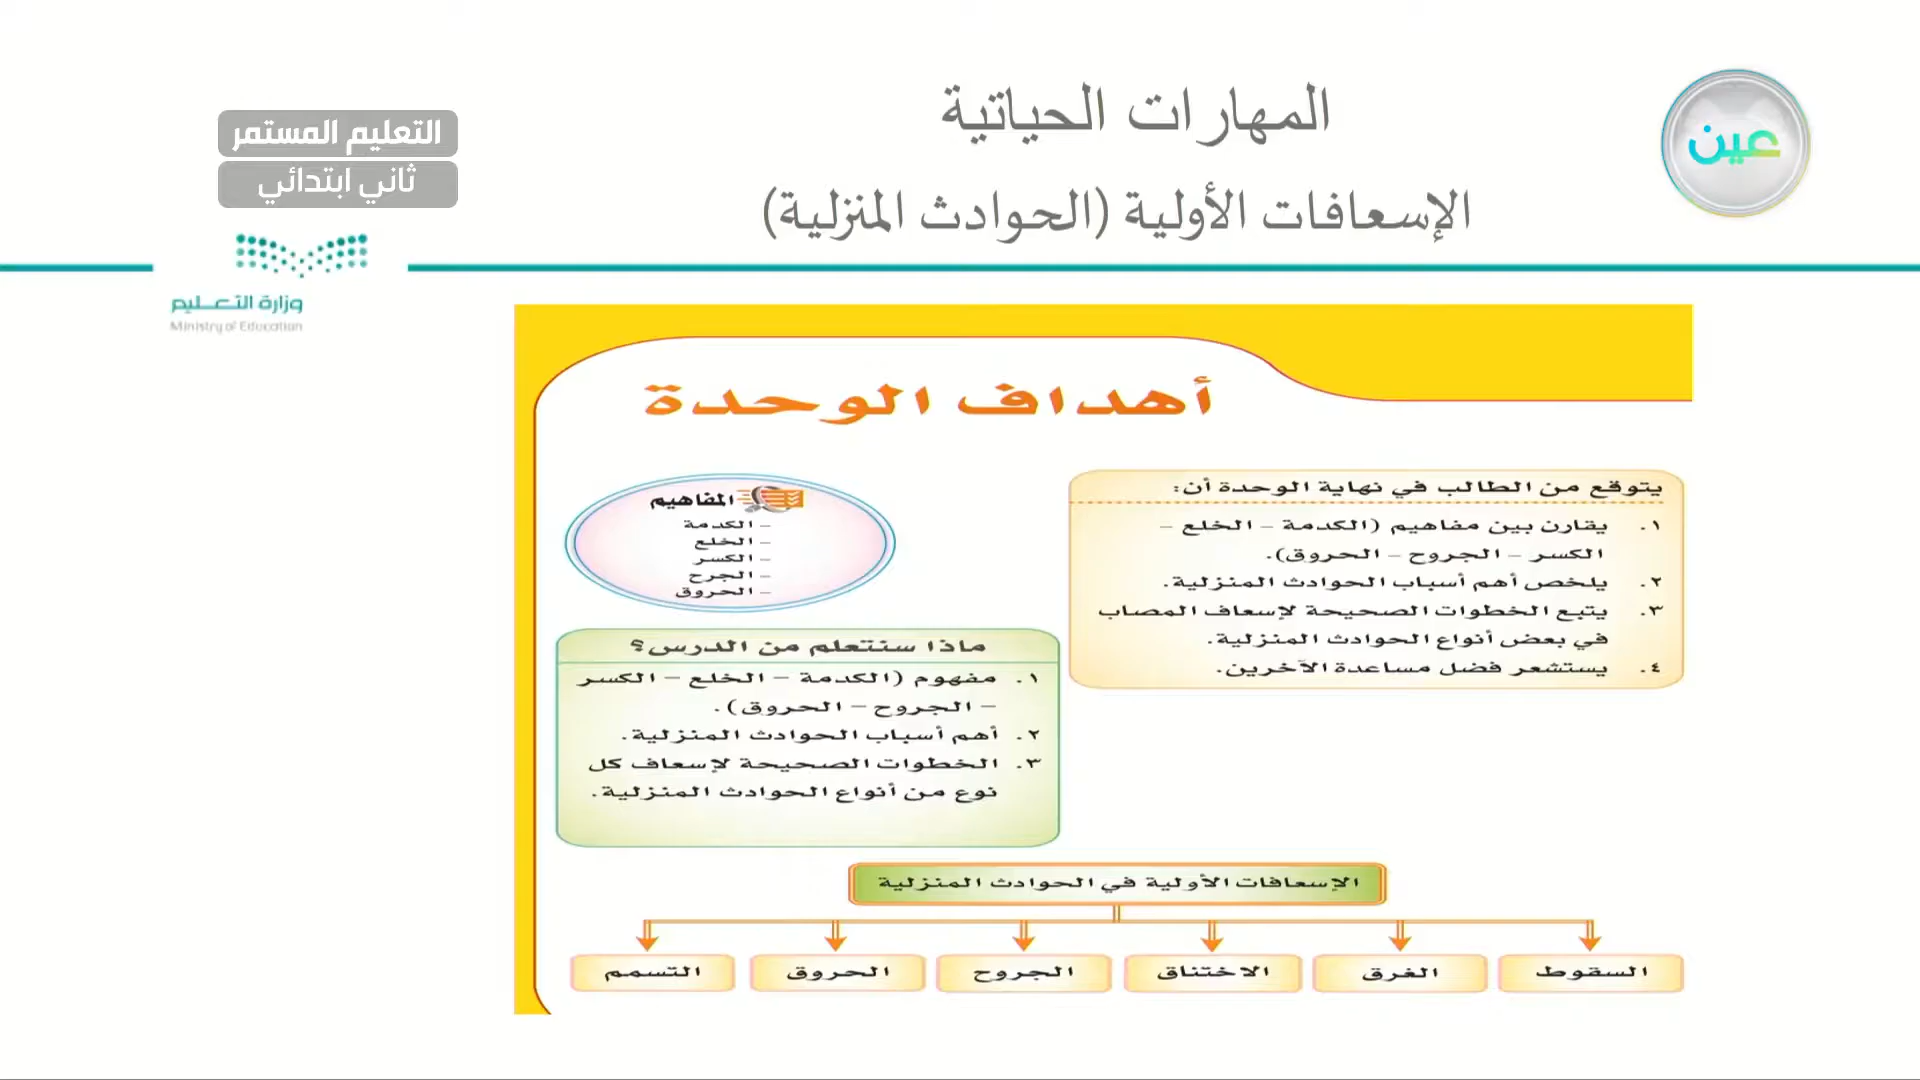 المهارات الحياتية
الإسعافات الأولية (الحوادث المنزلية)
عين
التعليم المستمر
ثاني ابتدائي
وزارة التعليم
Ministry of Education
أهداف الوحدة
يتوقع من الطالب في نهاية الوحدة أن:
١. يقارن بين مفاهيم (الكدمة – الخلع –
الكسر – الجروح – الحروق).
٢. يلخص أهم أسباب الحوادث المنزلية.
٣. يتبع الخطوات الصحيحة لإسعاف المصاب
في بعض أنواع الحوادث المنزلية.
٤. يستشعر فضل مساعدة الآخرين.
المفاهيم
– الكدمة
– الخلع
– الكسر
– الجرح
– الحروق
ماذا سنتعلم من الدرس؟
١. مفهوم (الكدمة – الخلع – الكسر
– الجروح – الحروق).
٢. أهم أسباب الحوادث المنزلية.
٣. الخطوات الصحيحة لإسعاف كل
نوع من أنواع الحوادث المنزلية.
الإسعافات الأولية في الحوادث المنزلية
السقوط
الغرق
الاختناق
الجروح
الحروق
التسمم